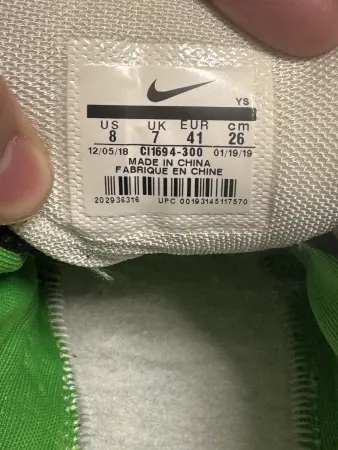 YS
US UK EUR cm
8 7 41 26
12/05/18 CI1694-300 01/19/19
MADE IN CHINA
FABRIQUE EN CHINE
202936316 UPC 00193145117570